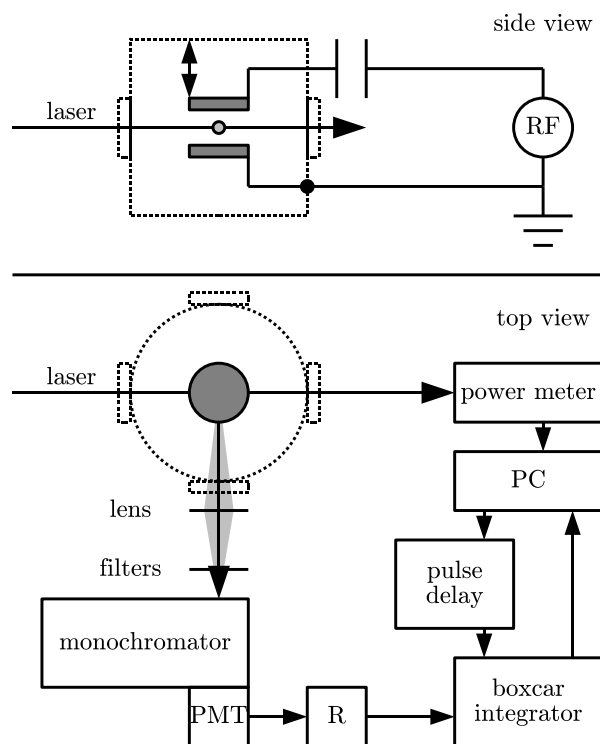 side view
laser
RF
top view
laser
power meter
PC
lens
filters
pulse
delay
monochromator
boxcar
integrator
PMT
R